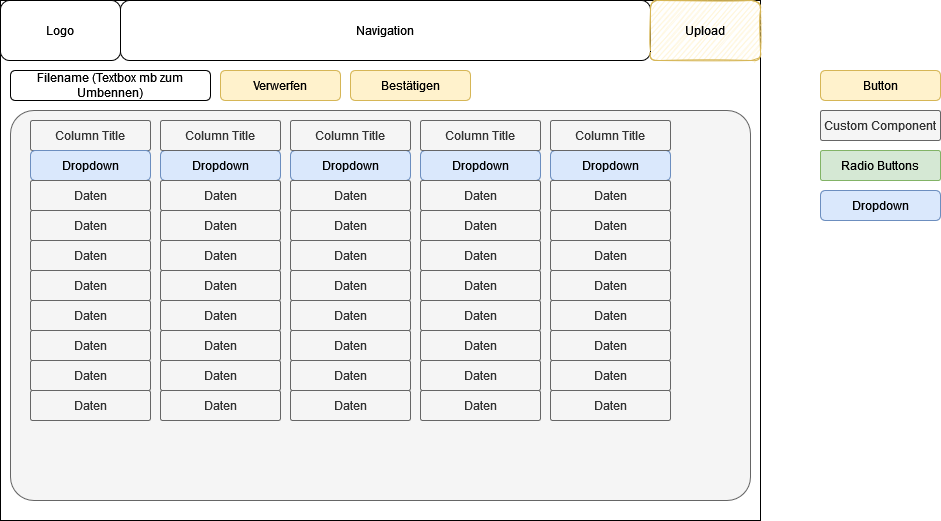 Logo
Navigation
Upload
Filename (Textbox mb zum
Umbennen)
Verwerfen
Bestätigen
Button
Custom Component
Radio Buttons
Dropdown
Column Title Column Title Column Title Column Title Column Title
Dropdown Dropdown Dropdown Dropdown Dropdown
Daten Daten Daten Daten Daten
Daten Daten Daten Daten Daten
Daten Daten Daten Daten Daten
Daten Daten Daten Daten Daten
Daten Daten Daten Daten Daten
Daten Daten Daten Daten Daten
Daten Daten Daten Daten Daten
Daten Daten Daten Daten Daten